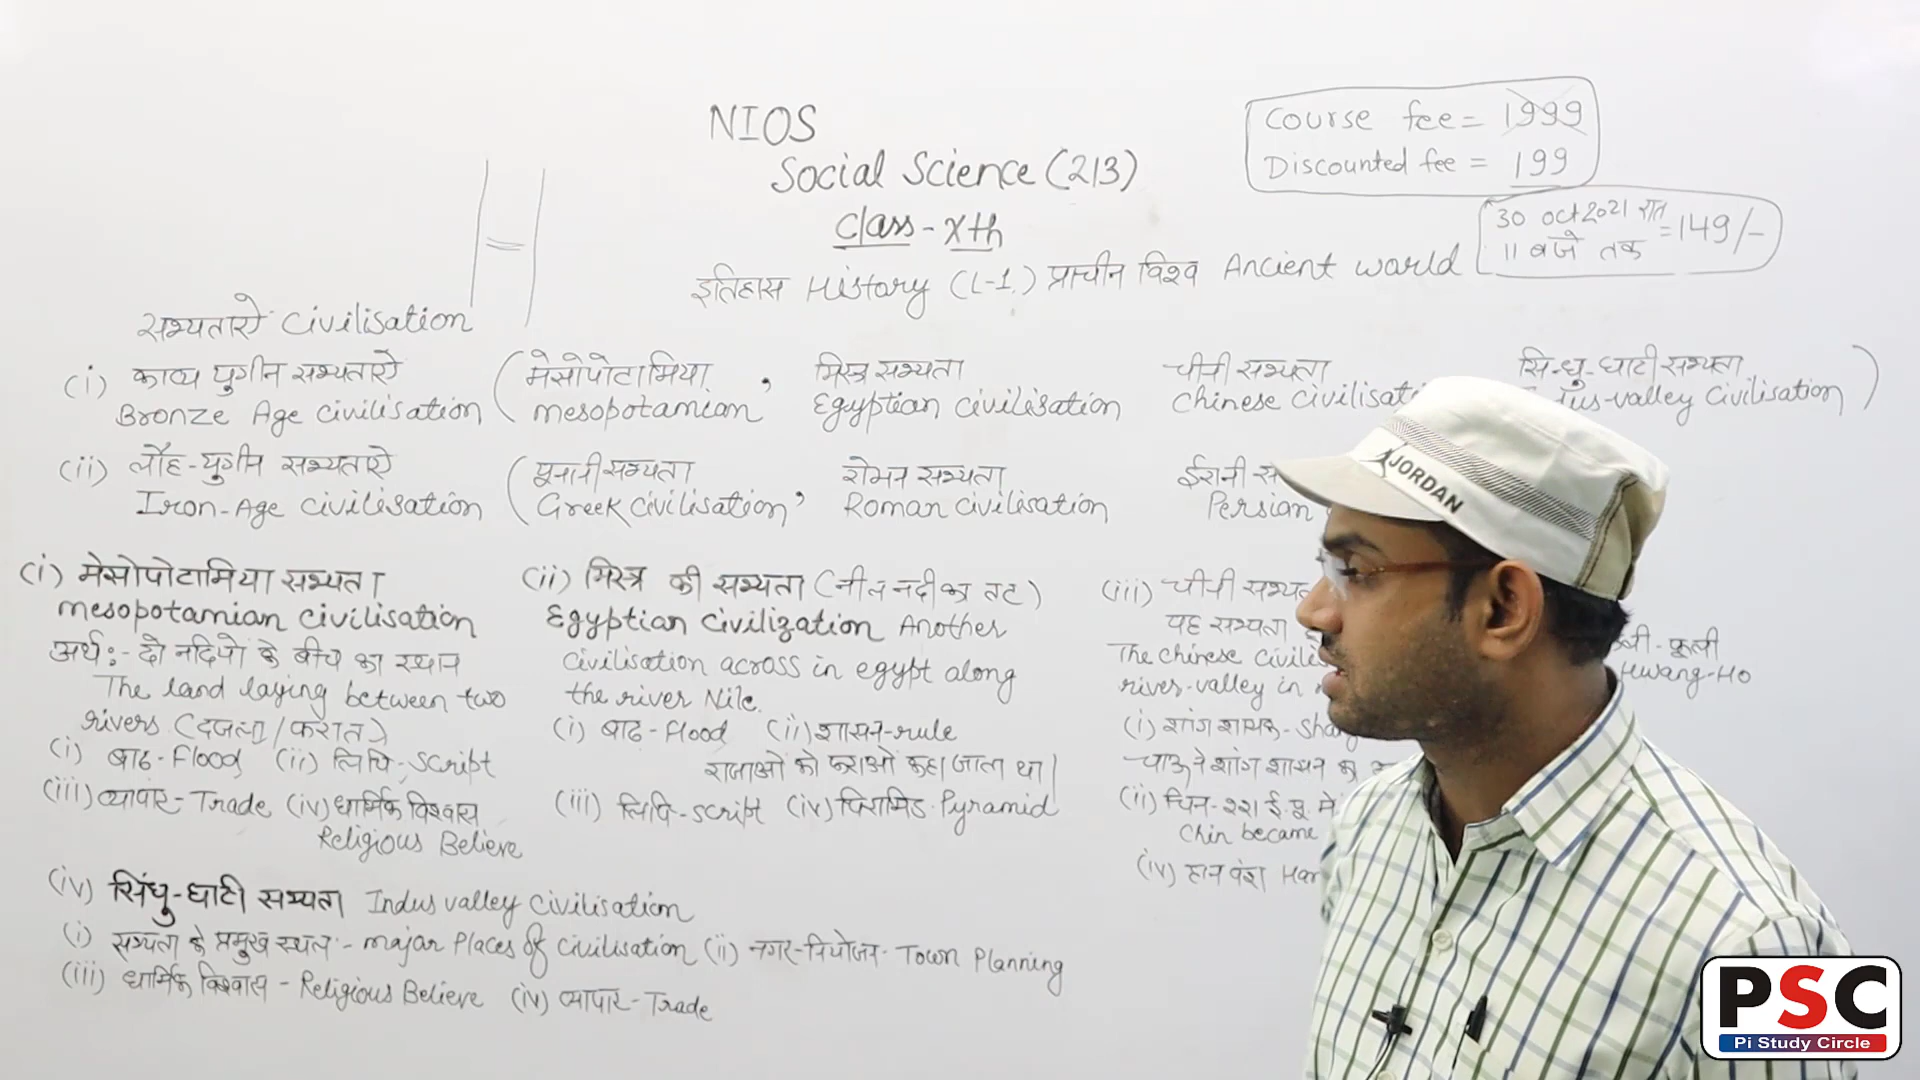 NIOS
Social Science (213)
Class - Xth
इतिहास History (L-1.) प्राचीन विश्व Ancient world
Course fee = 1999
Discounted fee = 199
30 Oct 2021 रात
11 बजे तक
=149/-
सभ्यताऐ Civilisation
(i) काष्य युगीन सभ्यताऐ
Bronze Age Civilisation
( मेसोपोटामिया, मिस्त्र सभ्यता चीनी सभ्यता सिन्धु-घाटी सभ्यता )
mesopotamian Egyptian Civilisation Chinese Civilisati us-valley Civilisation
(ii) लौह-युगीन सभ्यताऐ
Iron-Age Civilisation
( यूनानी सभ्यता रोमन सभ्यता ईरानी स
Greek Civilisation, Roman Civilisation Persian
(i) मेसोपोटामिया सभ्यता
mesopotamian Civilisation
अर्थ:- दो नदियो के बीच का स्थान
The land laying between two
rivers (दजला/फरात)
(i) बाढ-Flood (ii) लिपि-Script
(iii) व्यापार-Trade (iv) धार्मिक विश्वास
Religious Believe
(ii) मिस्त्र की सभ्यता (नील नदी का तट)
Egyptian Civilization Another
Civilisation across in egypt along
the river Nile.
(i) बाढ-Flood (ii) शासन-rule
राजाओं को फराओं कहा जाता था।
(iii) लिपि-script (iv) पिरामिड-Pyramid
(iii) चीनी सभ्यत
यह सभ्यता
The Chinese Civilis Hwang-Ho
river-valley in
(i) शांग शासक- Shang
चाऊ ने शांग शासन का
(ii) चिन-221 ई.पू. मे
Chin became
(iv) हान वंश Han
(iv) सिंधु-घाटी सभ्यता Indus valley Civilisation
(i) सभ्यता के प्रमुख स्थल:- major Places of Civilisation (ii) नगर-नियोजन- Town Planning
(iii) धार्मिक विश्वास - Religious Believe (iv) व्यापार-Trade
JORDAN
PSC
Pi Study Circle